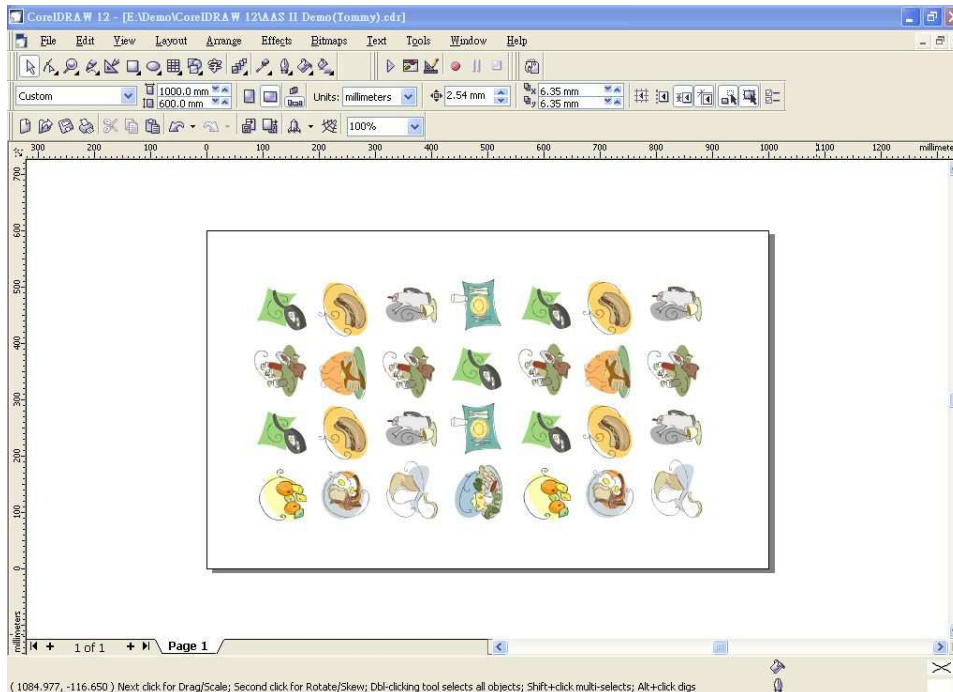 CorelDRAW 12 - [E:\Demo\CorelDRAW 12\AAS II Demo(Tommy).cdr]
File Edit View Layout Arrange Effects Bitmaps Text Tools Window Help
Custom 1000.0 mm 600.0 mm Units: millimeters 2.54 mm 6.35 mm 6.35 mm
100%
300 200 100 0 100 200 300 400 500 600 700 800 900 1000 1100 1200 millimete
700
600
500
400
300
200
100
0
millimeters
1 of 1 Page 1
( 1084.977, -116.650 ) Next click for Drag/Scale; Second click for Rotate/Skew; Dbl-clicking tool selects all objects; Shift+click multi-selects; Alt+click digs